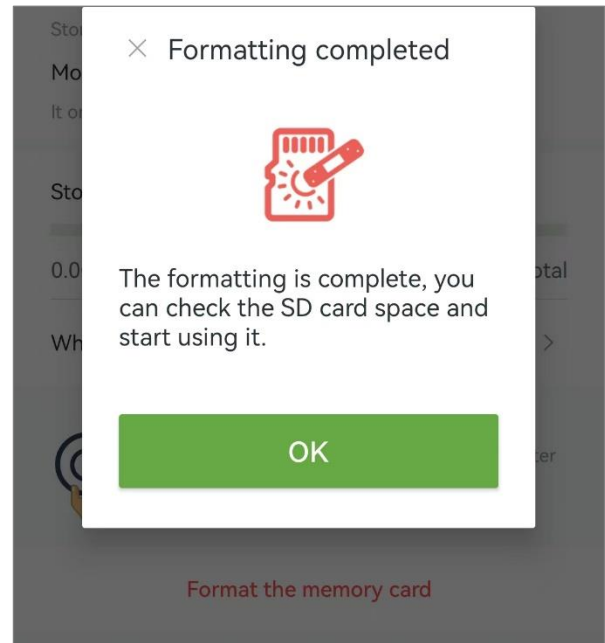 Formatting completed
The formatting is complete, you
can check the SD card space and
start using it.
OK
Format the memory card